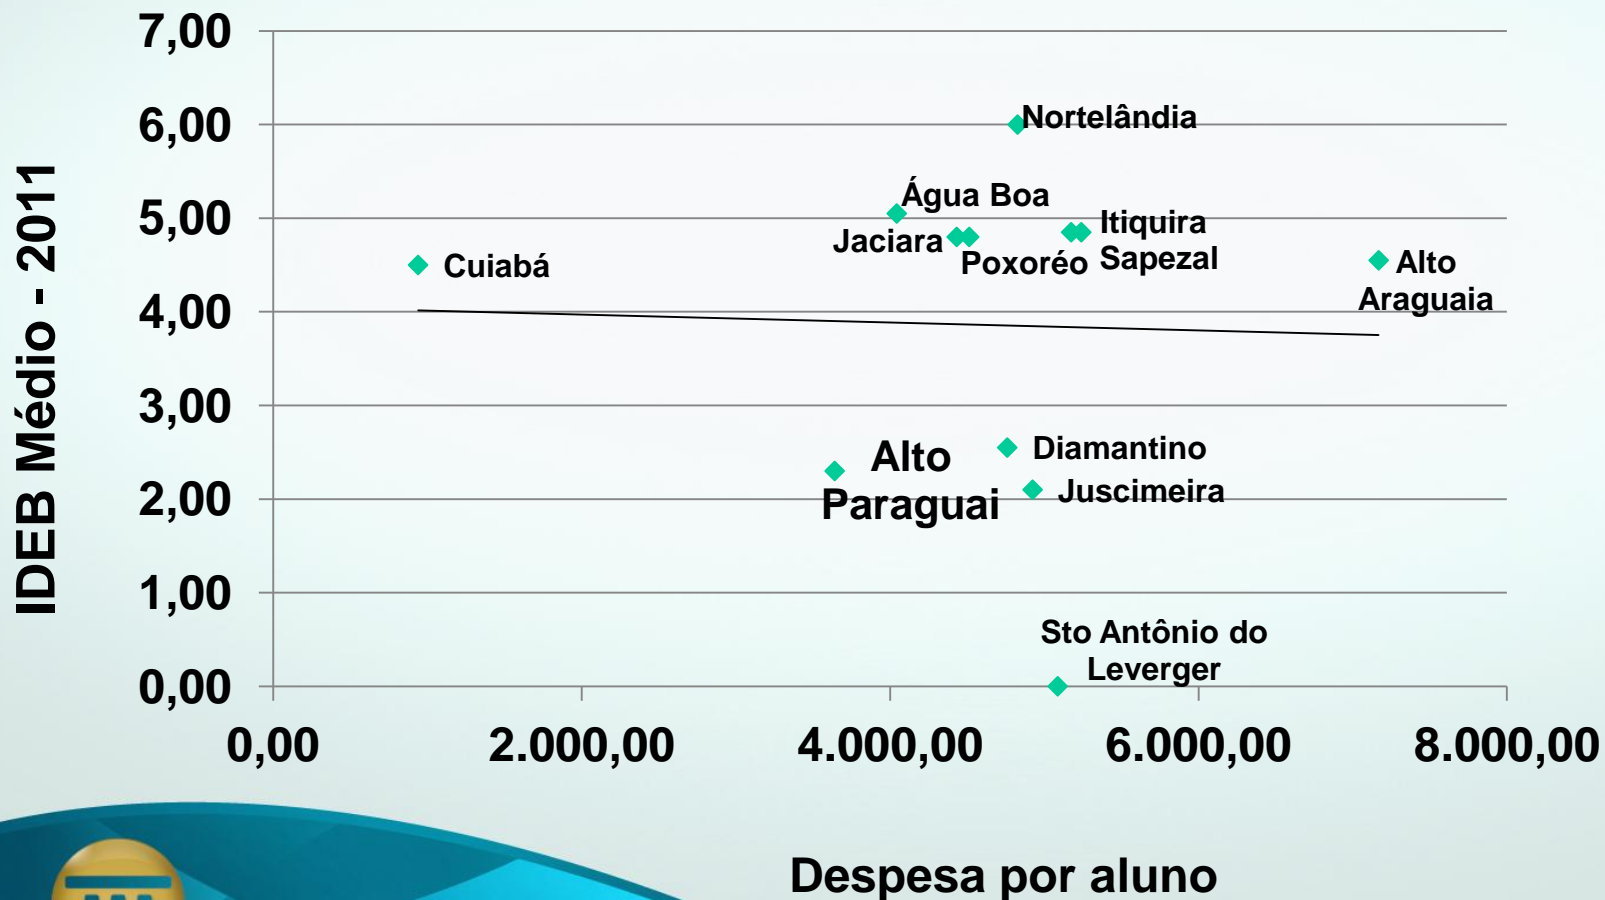 7,00
6,00
5,00
4,00
3,00
2,00
1,00
0,00
IDEB Médio - 2011
Nortelândia
Água Boa
Jaciara
Poxoréo
Itiquira
Sapezal
Cuiabá
Alto
Araguaia
Alto
Paraguai
Diamantino
Juscimeira
Sto Antônio do
Leverger
0,00 2.000,00 4.000,00 6.000,00 8.000,00
Despesa por aluno